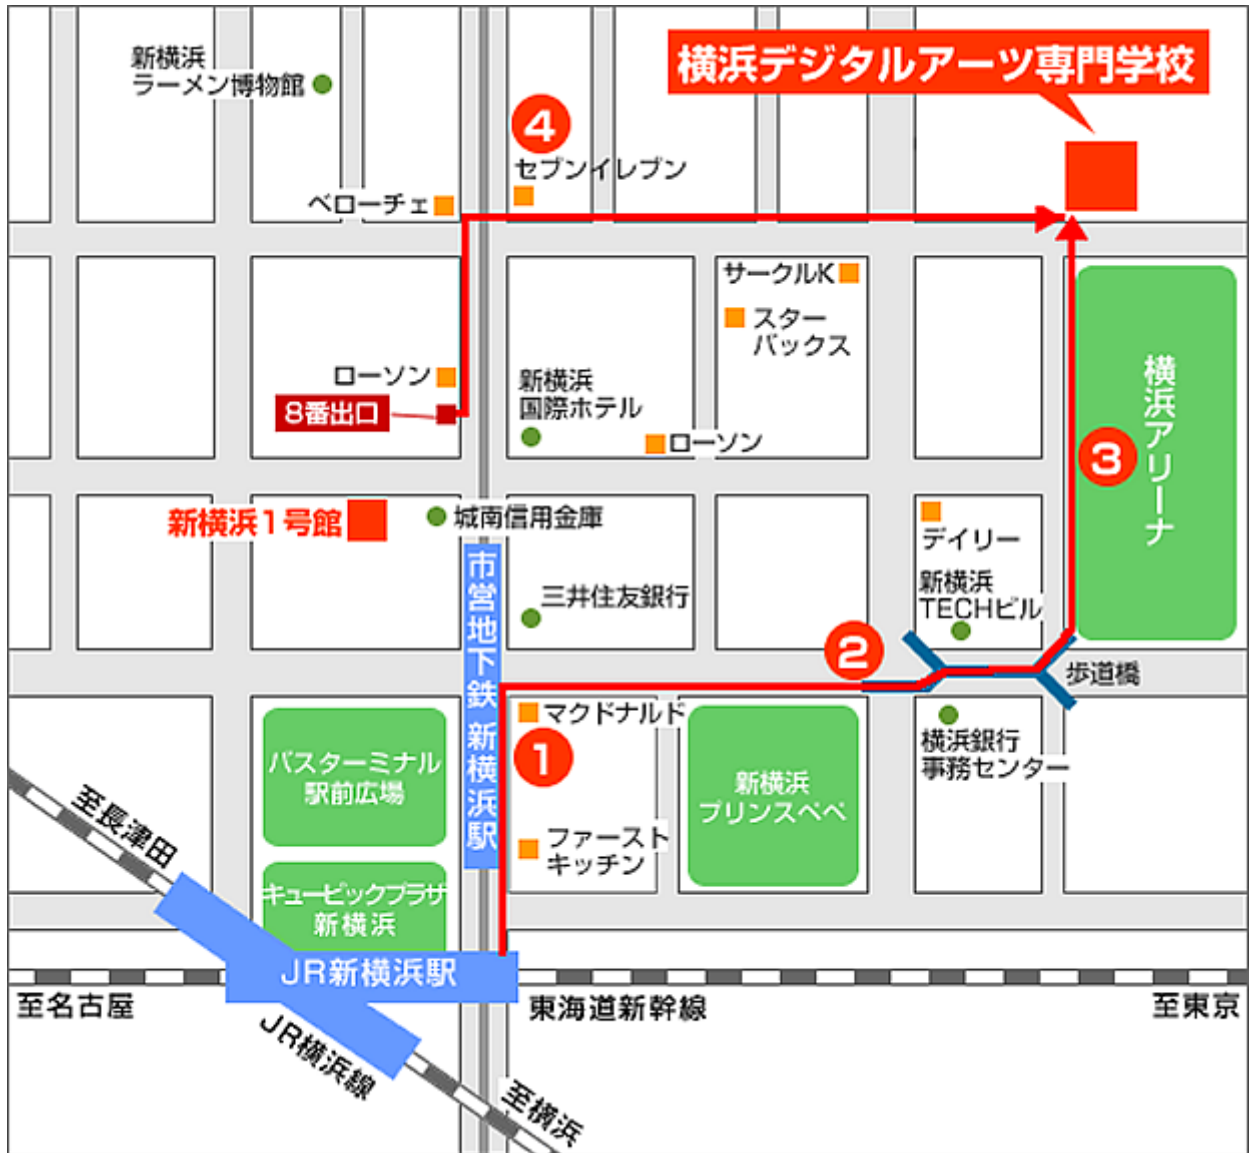 新横浜
ラーメン博物館
横浜デジタルアーツ専門学校
4
セブンイレブン
ベローチェ
サークルK
スター
バックス
ローソン
8番出口
新横浜
国際ホテル
ローソン
横浜アリーナ
3
新横浜1号館
城南信用金庫
デイリー
新横浜
TECHビル
三井住友銀行
市営地下鉄 新横浜駅
2
歩道橋
マクドナルド
1
バスターミナル
駅前広場
新横浜
プリンスペペ
横浜銀行
事務センター
至長津田
ファースト
キッチン
キュービックプラザ
新横浜
JR新横浜駅
至名古屋
東海道新幹線
至東京
JR横浜線
至横浜